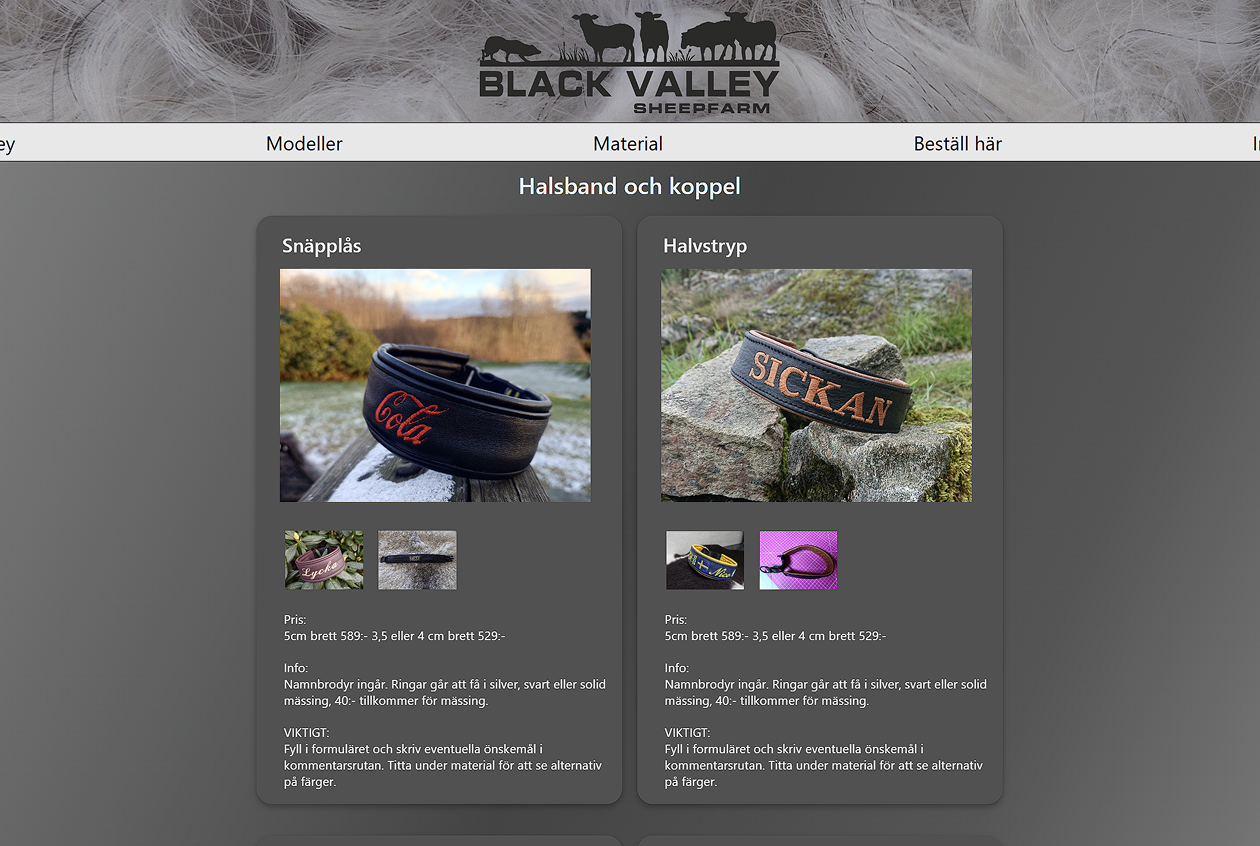 BLACK VALLEY
SHEEPFARM
ey Modeller Material Beställ här
Halsband och koppel
Snäpplås
Cola
Lycka
Pris:
5cm brett 589:- 3,5 eller 4 cm brett 529:-
Info:
Namnbrodyr ingår. Ringar går att få i silver, svart eller solid
mässing, 40:- tillkommer för mässing.
VIKTIGT:
Fyll i formuläret och skriv eventuella önskemål i
kommentarsrutan. Titta under material för att se alternativ
på färger.
Halvstryp
SICKAN
Nico
Pris:
5cm brett 589:- 3,5 eller 4 cm brett 529:-
Info:
Namnbrodyr ingår. Ringar går att få i silver, svart eller solid
mässing, 40:- tillkommer för mässing.
VIKTIGT:
Fyll i formuläret och skriv eventuella önskemål i
kommentarsrutan. Titta under material för att se alternativ
på färger.